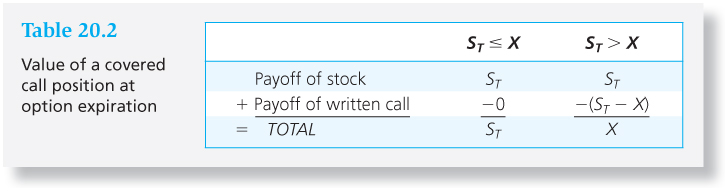 Table 20.2
Value of a covered
call position at
option expiration
S_T ≤ X S_T > X
Payoff of stock S_T S_T
+ Payoff of written call −0 −(S_T − X)
= TOTAL S_T X